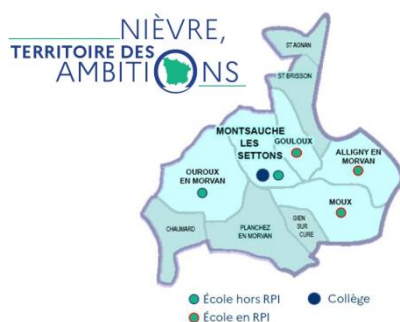 NIÈVRE,
TERRITOIRE DES
AMBITIONS
ST AGNAN
ST BRISSON
MONTSAUCHE
LES
SETTONS
GOULOUX
ALLIGNY EN
MORVAN
OUROUX
EN MORVAN
MOUX
CHAUMARD
PLANCHEZ
EN MORVAN
GIEN
SUR
CURE
École hors RPI
Collège
École en RPI